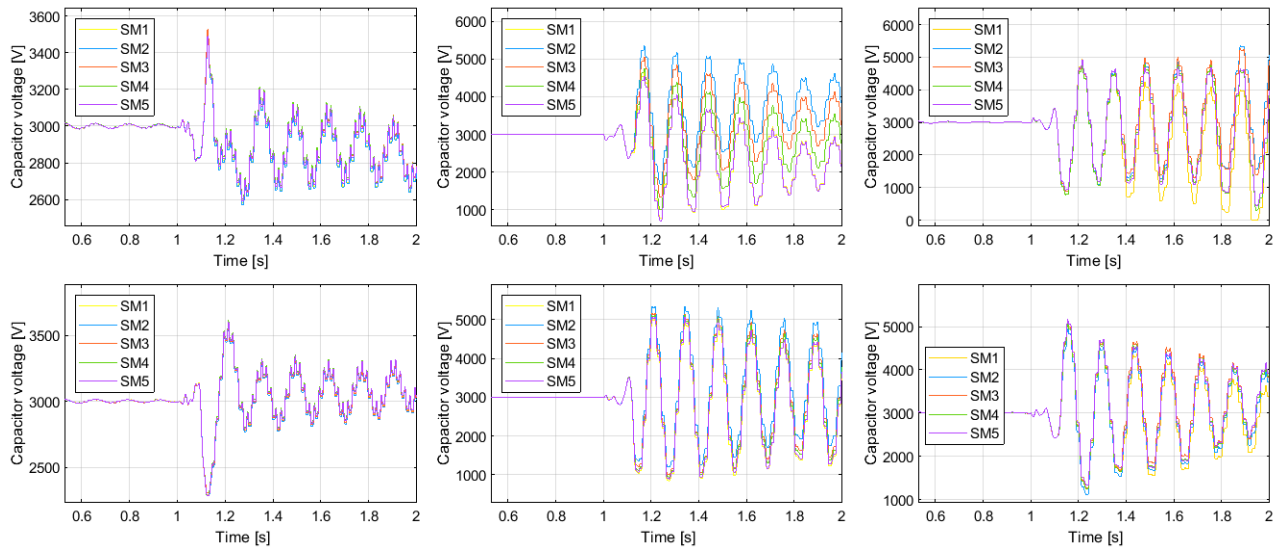 3600
3400
3200
3000
2800
2600
Capacitor voltage [V]
SM1
SM2
SM3
SM4
SM5
0.6 0.8 1 1.2 1.4 1.6 1.8 2
Time [s]
6000
5000
4000
3000
2000
1000
Capacitor voltage [V]
SM1
SM2
SM3
SM4
SM5
0.6 0.8 1 1.2 1.4 1.6 1.8 2
Time [s]
6000
5000
4000
3000
2000
1000
0
Capacitor voltage [V]
SM1
SM2
SM3
SM4
SM5
0.6 0.8 1 1.2 1.4 1.6 1.8 2
Time [s]
3500
3000
2500
Capacitor voltage [V]
SM1
SM2
SM3
SM4
SM5
0.6 0.8 1 1.2 1.4 1.6 1.8 2
Time [s]
5000
4000
3000
2000
1000
Capacitor voltage [V]
SM1
SM2
SM3
SM4
SM5
0.6 0.8 1 1.2 1.4 1.6 1.8 2
Time [s]
5000
4000
3000
2000
1000
Capacitor voltage [V]
SM1
SM2
SM3
SM4
SM5
0.6 0.8 1 1.2 1.4 1.6 1.8 2
Time [s]